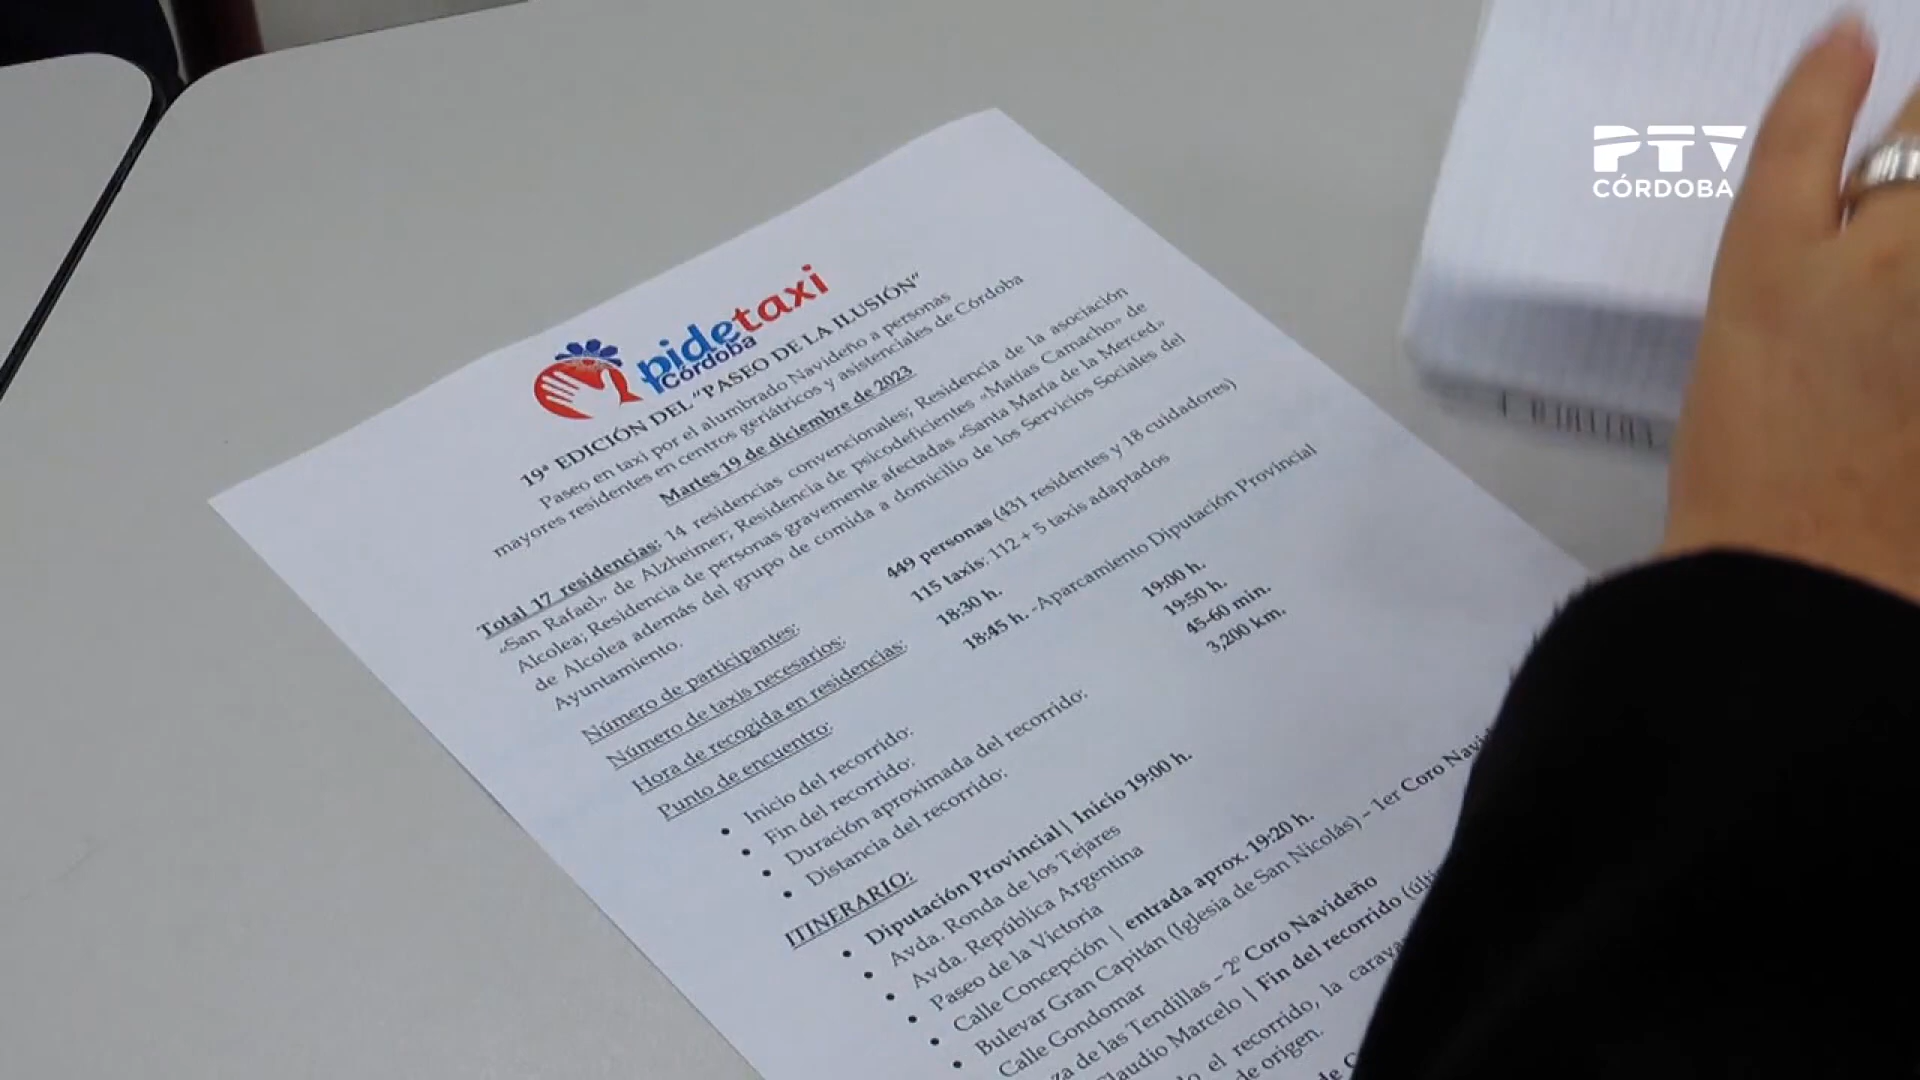 PTV
CÓRDOBA
pidetaxi
Córdoba
19ª EDICIÓN DEL "PASEO DE LA ILUSIÓN"
Paseo en taxi por el alumbrado Navideño a personas
mayores residentes en centros geriátricos y asistenciales de Córdoba
Martes 19 de diciembre de 2023
Total 17 residencias: 14 residencias convencionales; Residencia de la asociación
«San Rafael» de Alzheimer; Residencia de psicodeficientes «Matías Camacho» de
Alcolea; Residencia de personas gravemente afectadas «Santa María de la Merced»
de Alcolea además del grupo de comida a domicilio de los Servicios Sociales del
Ayuntamiento.
Número de participantes: 449 personas (431 residentes y 18 cuidadores)
Número de taxis necesarios: 115 taxis: 112 + 5 taxis adaptados
Hora de recogida en residencias: 18:30 h.
Punto de encuentro: 18:45 h. -Aparcamiento Diputación Provincial
• Inicio del recorrido: 19:00 h.
• Fin del recorrido: 19:50 h.
• Duración aproximada del recorrido: 45-60 min.
• Distancia del recorrido: 3,200 km.
ITINERARIO:
• Diputación Provincial | Inicio 19:00 h.
• Avda. Ronda de los Tejares
• Avda. República Argentina
• Paseo de la Victoria
• Calle Concepción | entrada aprox. 19:20 h.
• Bulevar Gran Capitán (Iglesia de San Nicolás) – 1er Coro
Calle Gondomar
de las Tendillas – 2º Coro Navideño
Marcelo | Fin del recorrido
el recorrido, la
de origen.